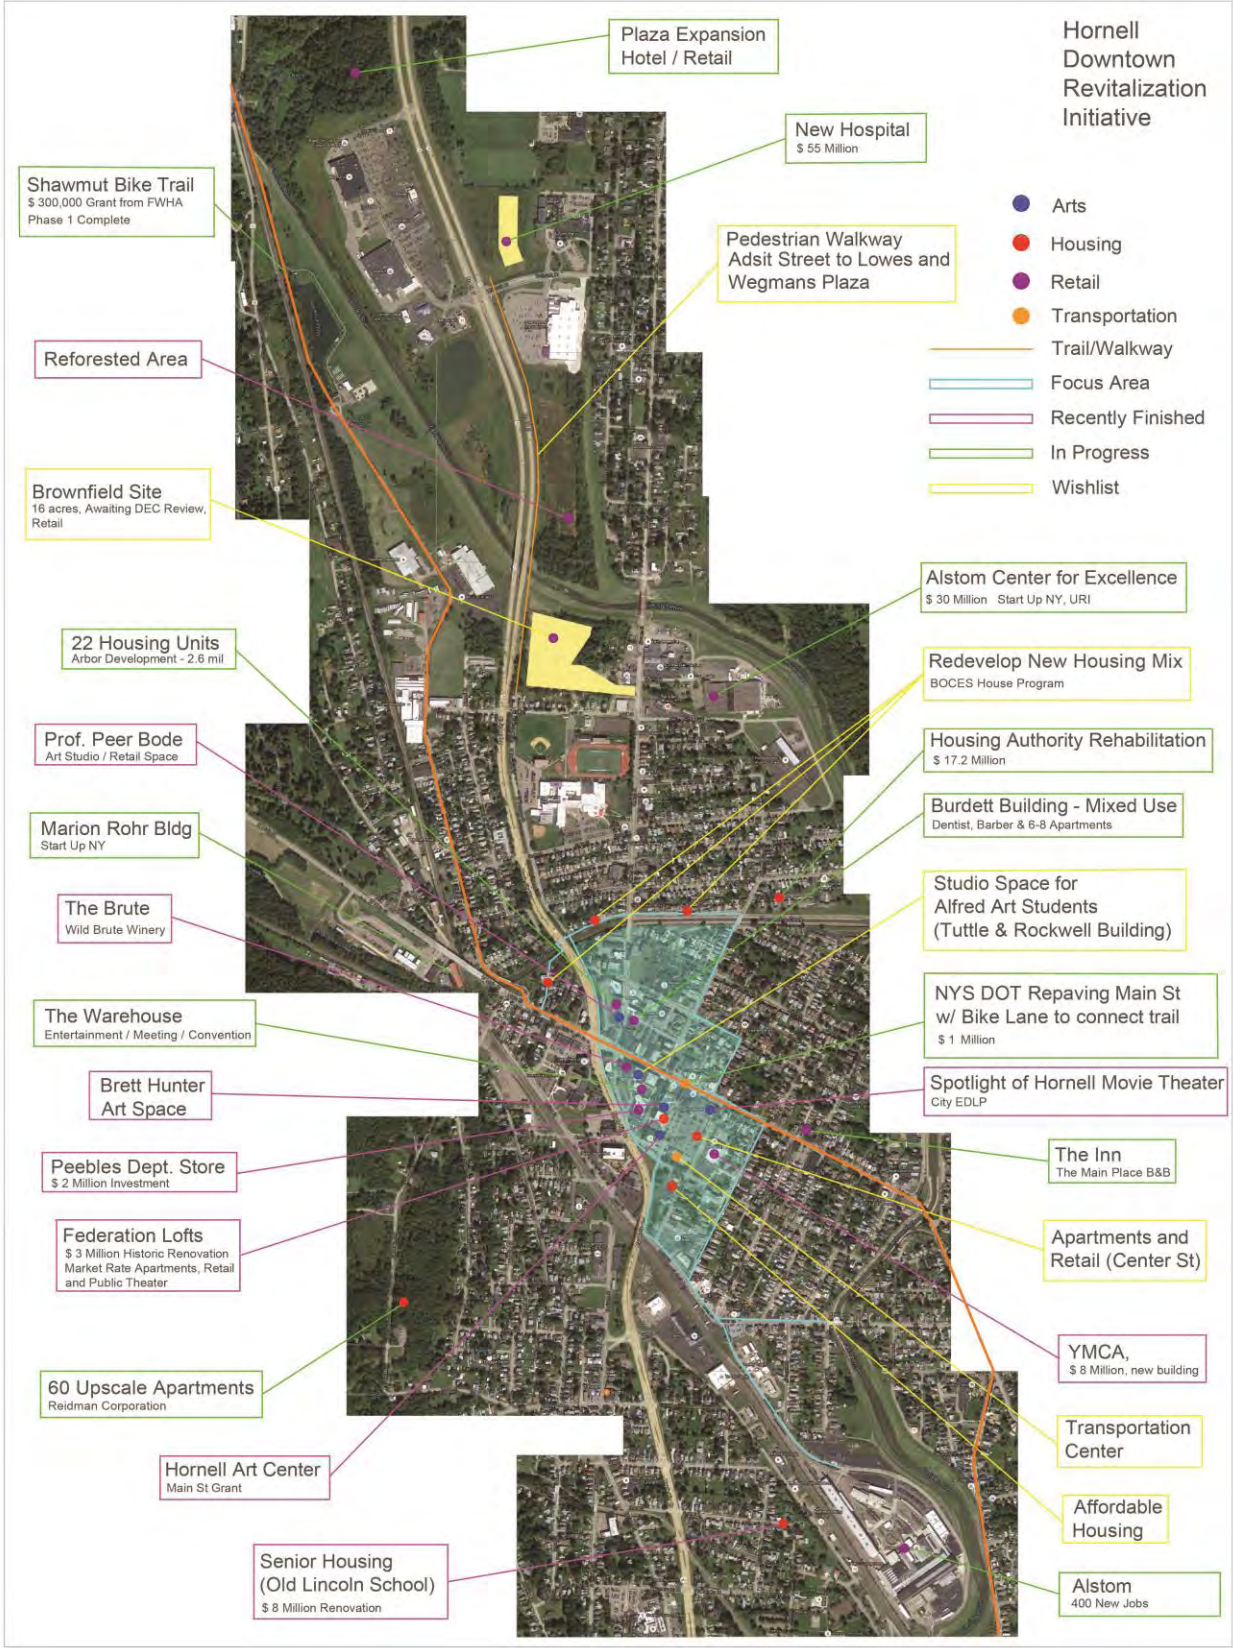 Hornell
Downtown
Revitalization
Initiative
Plaza Expansion
Hotel / Retail
New Hospital
$ 55 Million
Shawmut Bike Trail
$ 300,000 Grant from FWHA
Phase 1 Complete
Arts
Housing
Retail
Transportation
Trail/Walkway
Focus Area
Recently Finished
In Progress
Wishlist
Pedestrian Walkway
Adsit Street to Lowes and
Wegmans Plaza
Reforested Area
Brownfield Site
16 acres, Awaiting DEC Review,
Retail
Alstom Center for Excellence
$ 30 Million Start Up NY, URI
22 Housing Units
Arbor Development - 2.6 mil
Redevelop New Housing Mix
BOCES House Program
Prof. Peer Bode
Art Studio / Retail Space
Housing Authority Rehabilitation
$ 17.2 Million
Marion Rohr Bldg
Start Up NY
Burdett Building - Mixed Use
Dentist, Barber & 6-8 Apartments
The Brute
Wild Brute Winery
Studio Space for
Alfred Art Students
(Tuttle & Rockwell Building)
The Warehouse
Entertainment / Meeting / Convention
NYS DOT Repaving Main St
w/ Bike Lane to connect trail
$ 1 Million
Brett Hunter
Art Space
Spotlight of Hornell Movie Theater
City EDLP
Peebles Dept. Store
$ 2 Million Investment
The Inn
The Main Place B&B
Federation Lofts
$ 3 Million Historic Renovation
Market Rate Apartments, Retail
and Public Theater
Apartments and
Retail (Center St)
60 Upscale Apartments
Reidman Corporation
YMCA,
$ 8 Million, new building
Hornell Art Center
Main St Grant
Transportation
Center
Affordable
Housing
Senior Housing
(Old Lincoln School)
$ 8 Million Renovation
Alstom
400 New Jobs